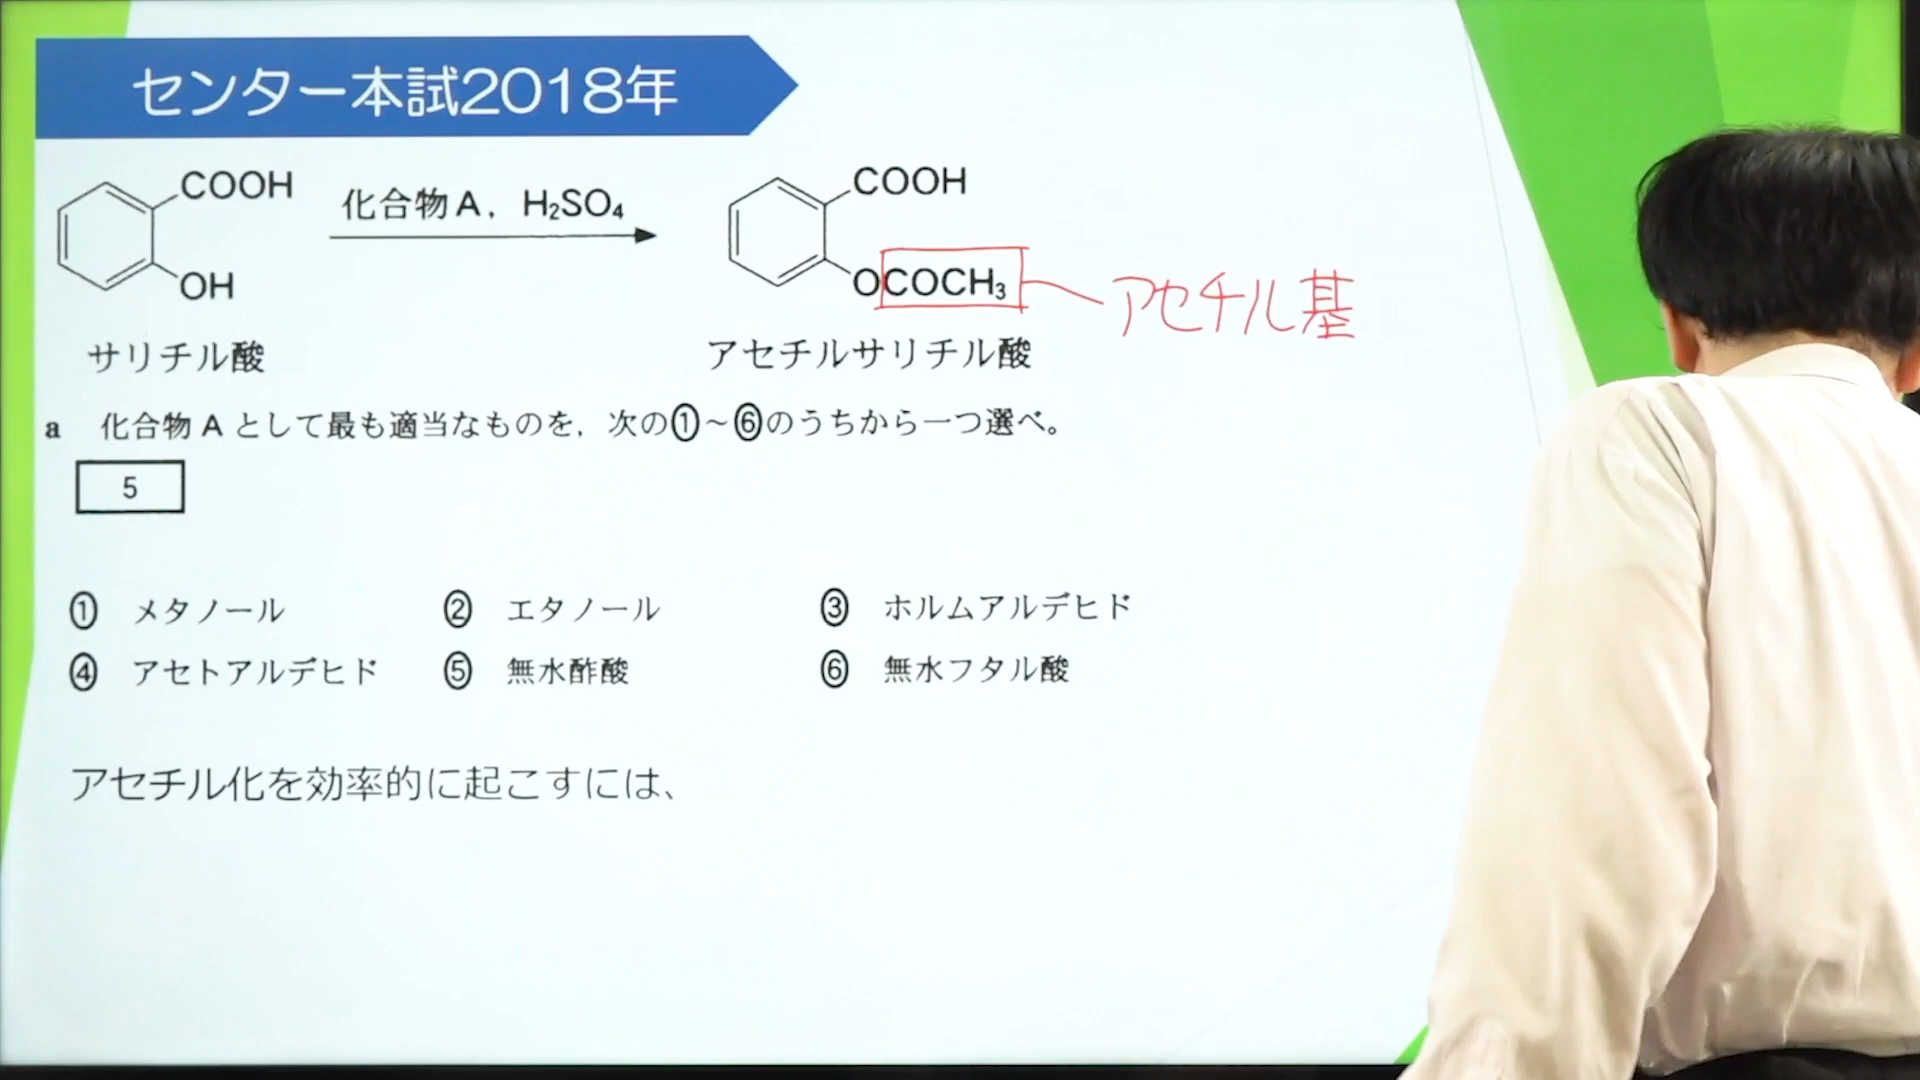 センター本試2018年
COOH
OH
サリチル酸
化合物A, H₂SO₄
COOH
OCOCH₃
アセチル基
アセチルサリチル酸
a 化合物Aとして最も適当なものを，次の①～⑥のうちから一つ選べ。
5
① メタノール ② エタノール ③ ホルムアルデヒド
④ アセトアルデヒド ⑤ 無水酢酸 ⑥ 無水フタル酸
アセチル化を効率的に起こすには、